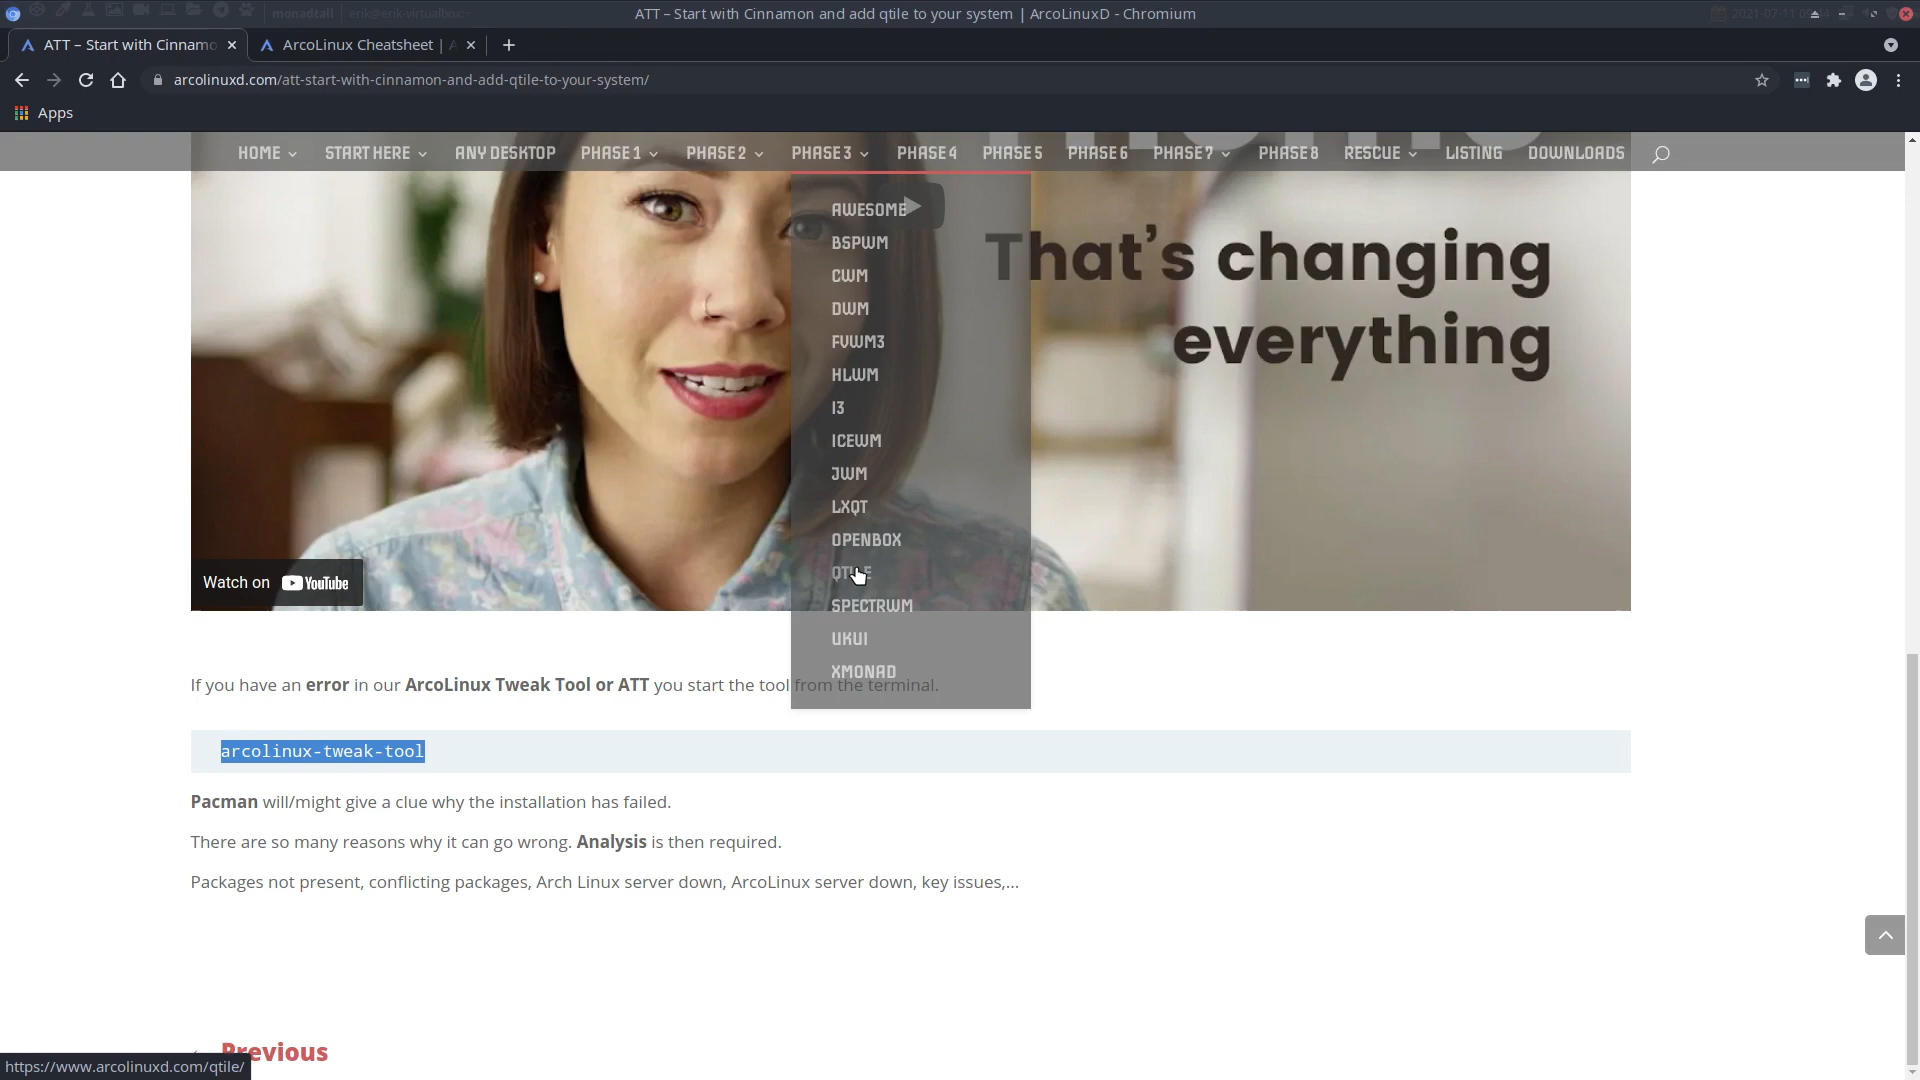 monadtall
erik@erik-virtualbox:~
ATT – Start with Cinnamon and add qtile to your system | ArcoLinuxD - Chromium
ATT – Start with Cinnamo
ArcoLinux Cheatsheet | A
arcolinuxd.com/att-start-with-cinnamon-and-add-qtile-to-your-system/
Apps
HOME START HERE ANY DESKTOP PHASE 1 PHASE 2 PHASE 3 PHASE 4 PHASE 5 PHASE 6 PHASE 7 PHASE 8 RESCUE LISTING DOWNLOADS
AWESOME
BSPWM
CWM
DWM
FVWM3
HLWM
I3
ICEWM
JWM
LXQT
OPENBOX
QTILE
SPECTRWM
UKUI
XMONAD
That's changing
everything
Watch on YouTube
If you have an error in our ArcoLinux Tweak Tool or ATT you start the tool from the terminal.
arcolinux-tweak-tool
Pacman will/might give a clue why the installation has failed.
There are so many reasons why it can go wrong. Analysis is then required.
Packages not present, conflicting packages, Arch Linux server down, ArcoLinux server down, key issues,...
← Previous
https://www.arcolinuxd.com/qtile/